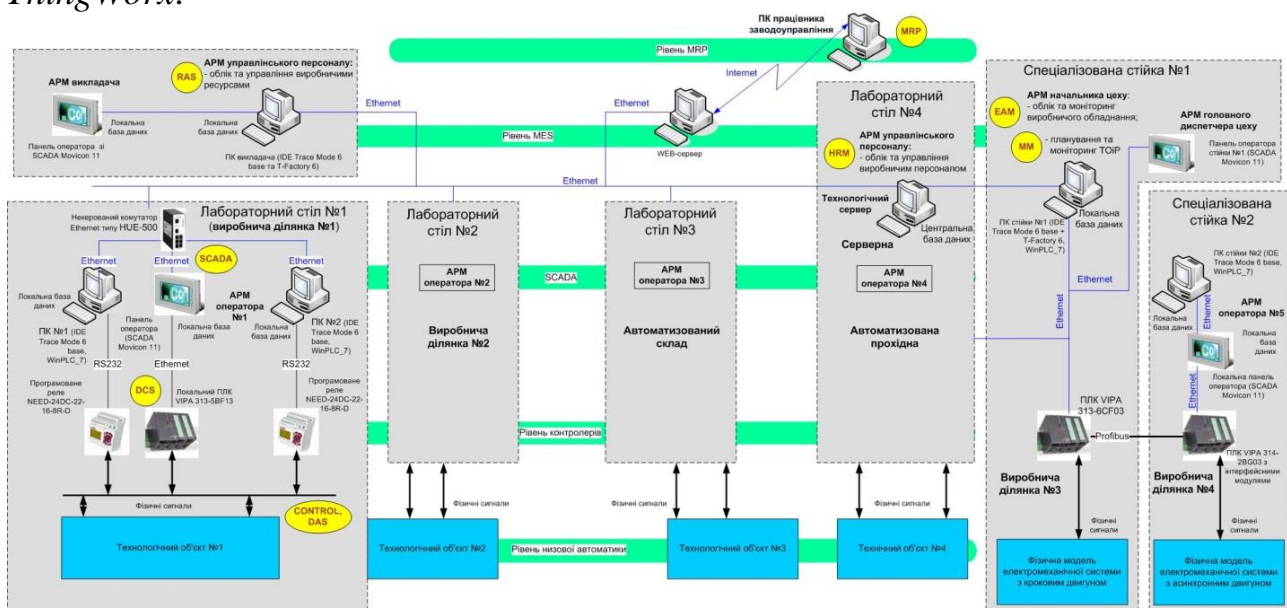 ThingWorx.
Рівень MRP
ПК працівника
заводоуправління
MRP
Internet
АРМ викладача
Панель оператора зі
SCADA Movicon 11
Локальна
база даних
RAS
АРМ управлінського персоналу:
- облік та управління виробничими
ресурсами
Локальна
база даних
ПК викладача (IDE Trace Mode 6
base та T-Factory 6)
Ethernet
Рівень MES
Ethernet
WEB-сервер
Ethernet
Лабораторний
стіл №4
HRM
АРМ управлінського
персоналу:
- облік та управління
виробничим персоналом
Технологічний
сервер
Серверна
Центральна
база даних
АРМ
оператора №4
Автоматизована
прохідна
Спеціалізована стійка №1
EAM
АРМ начальника цеху:
- облік та моніторинг
виробничого обладнання;
MM
- планування та
моніторинг ТОіР
АРМ головного
диспетчера цеху
Панель оператора
стійки №1 (SCADA
Movicon 11)
ПК стійки №1 (IDE
Trace Mode 6 base +
T-Factory 6,
WinPLC_7)
Локальна
база даних
Ethernet
Ethernet
ПЛК VIPA
313-6CF03
Profibus
Виробнича
ділянка №3
Фізичні
сигнали
Фізична модель
електромеханічної системи
з кроковим двигуном
Спеціалізована
стійка №2
ПК стійки №2 (IDE
Trace Mode 6 base,
WinPLC_7)
Локальна
база даних
Ethernet
АРМ
оператора №5
Локальна
база
даних
Локальна панель
оператора (SCADA
Movicon 11)
Ethernet
ПЛК VIPA 314-
2BG03 з
інтерфейсними
модулями
Виробнича
ділянка №4
Фізичні
сигнали
Фізична модель
електромеханічної системи
з асинхронним двигуном
Лабораторний стіл №1
(виробнича ділянка №1)
Некерований комутатор
Ethernet типу HUE-500
Ethernet
Ethernet
Ethernet
SCADA
Локальна база
даних
ПК №1 (IDE
Trace Mode 6
base,
WinPLC_7)
Панель
оператора
(SCADA
Movicon 11)
АРМ
оператора
№1
Локальна база
даних
Локальна база
даних
ПК №2 (IDE
Trace Mode 6
base,
WinPLC_7)
RS232
Ethernet
RS232
Програмоване
реле
NEED-24DC-22-
16-8R-D
DCS
Локальний ПЛК
VIPA 313-5BF13
Програмоване
реле
NEED-24DC-22-
16-8R-D
Фізичні сигнали
CONTROL,
DAS
Технологічний об'єкт №1
Лабораторний
стіл №2
АРМ
оператора №2
Виробнича
ділянка №2
Фізичні
сигнали
Технологічний об'єкт №2
SCADA
Рівень контролерів
Рівень низової автоматики
Лабораторний
стіл №3
АРМ
оператора №3
Автоматизований
склад
Фізичні
сигнали
Технологічний об'єкт №3
Фізичні
сигнали
Технічний об'єкт №4